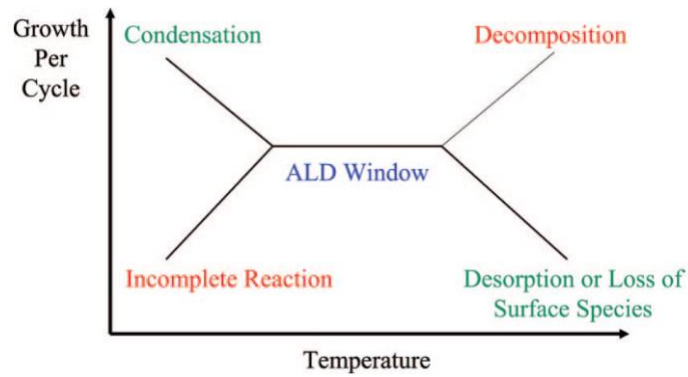 Growth
Per
Cycle
Condensation
Decomposition
ALD Window
Incomplete Reaction
Desorption or Loss of
Surface Species
Temperature